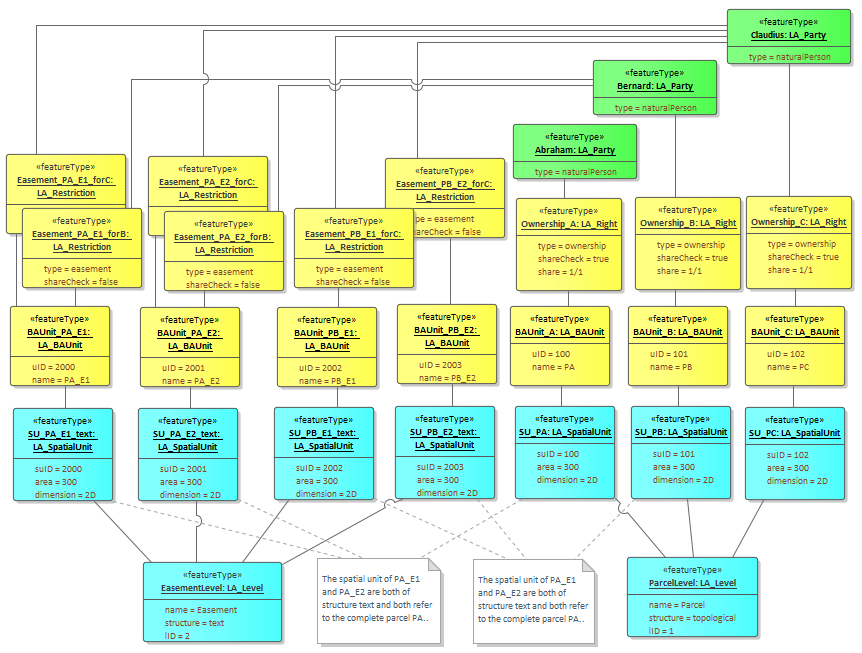 «featureType»
Claudius: LA_Party
type = naturalPerson
«featureType»
Bernard: LA_Party
type = naturalPerson
«featureType»
Abraham: LA_Party
type = naturalPerson
«featureType»
Easement_PA_E1_forC:
LA_Restriction
«featureType»
Easement_PA_E2_forC:
LA_Restriction
«featureType»
Easement_PB_E2_forC:
LA_Restriction
pe = easement
areCheck = false
«featureType»
Easement_PA_E1_forB:
LA_Restriction
type = easement
shareCheck = false
«featureType»
Easement_PA_E2_forB:
LA_Restriction
type = easement
shareCheck = false
«featureType»
Easement_PB_E1_forC:
LA_Restriction
type = easement
shareCheck = false
«featureType»
Ownership_A: LA_Right
type = ownership
shareCheck = true
share = 1/1
«featureType»
Ownership_B: LA_Right
type = ownership
shareCheck = true
share = 1/1
«featureType»
Ownership_C: LA_Right
type = ownership
shareCheck = true
share = 1/1
«featureType»
BAUnit_PA_E1:
LA_BAUnit
uID = 2000
name = PA_E1
«featureType»
BAUnit_PA_E2:
LA_BAUnit
uID = 2001
name = PA_E2
«featureType»
BAUnit_PB_E1:
LA_BAUnit
uID = 2002
name = PB_E1
«featureType»
BAUnit_PB_E2:
LA_BAUnit
uID = 2003
name = PB_E2
«featureType»
BAUnit_A: LA_BAUnit
uID = 100
name = PA
«featureType»
BAUnit_B: LA_BAUnit
uID = 101
name = PB
«featureType»
BAUnit_C: LA_BAUnit
uID = 102
name = PC
«featureType»
SU_PA_E1_text:
LA_SpatialUnit
suID = 2000
area = 300
dimension = 2D
«featureType»
SU_PA_E2_text:
LA_SpatialUnit
suID = 2001
area = 300
dimension = 2D
«featureType»
SU_PB_E1_text:
LA_SpatialUnit
suID = 2002
area = 300
dimension = 2D
«featureType»
SU_PB_E2_text:
LA_SpatialUnit
suID = 2003
area = 300
dimension = 2D
«featureType»
SU_PA: LA_SpatialUnit
suID = 100
area = 300
dimension = 2D
«featureType»
SU_PB: LA_SpatialUnit
suID = 101
area = 300
dimension = 2D
«featureType»
SU_PC: LA_SpatialUnit
suID = 102
area = 300
dimension = 2D
«featureType»
EasementLevel: LA_Level
name = Easement
structure = text
lID = 2
The spatial unit of PA_E1
and PA_E2 are both of
structure text and both refer
to the complete parcel PA..
The spatial unit of PA_E1
and PA_E2 are both of
structure text and both refer
to the complete parcel PA..
«featureType»
ParcelLevel: LA_Level
name = Parcel
structure = topological
lID = 1